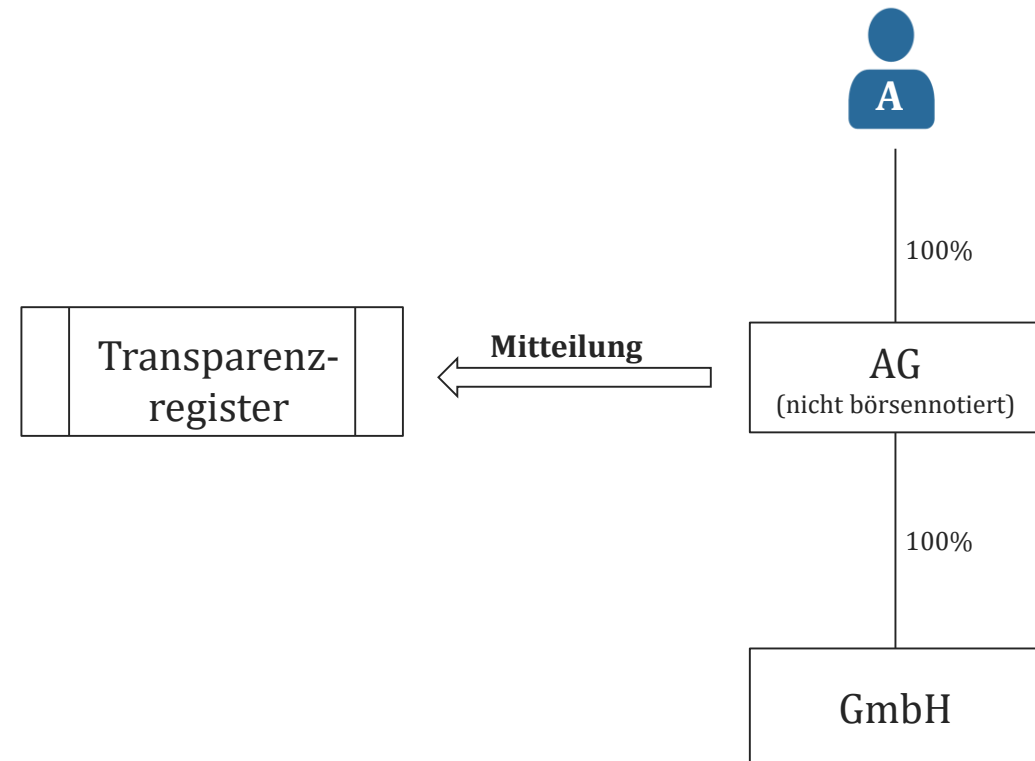 A
100%
Mitteilung
Transparenz-
register
AG
(nicht börsennotiert)
100%
GmbH